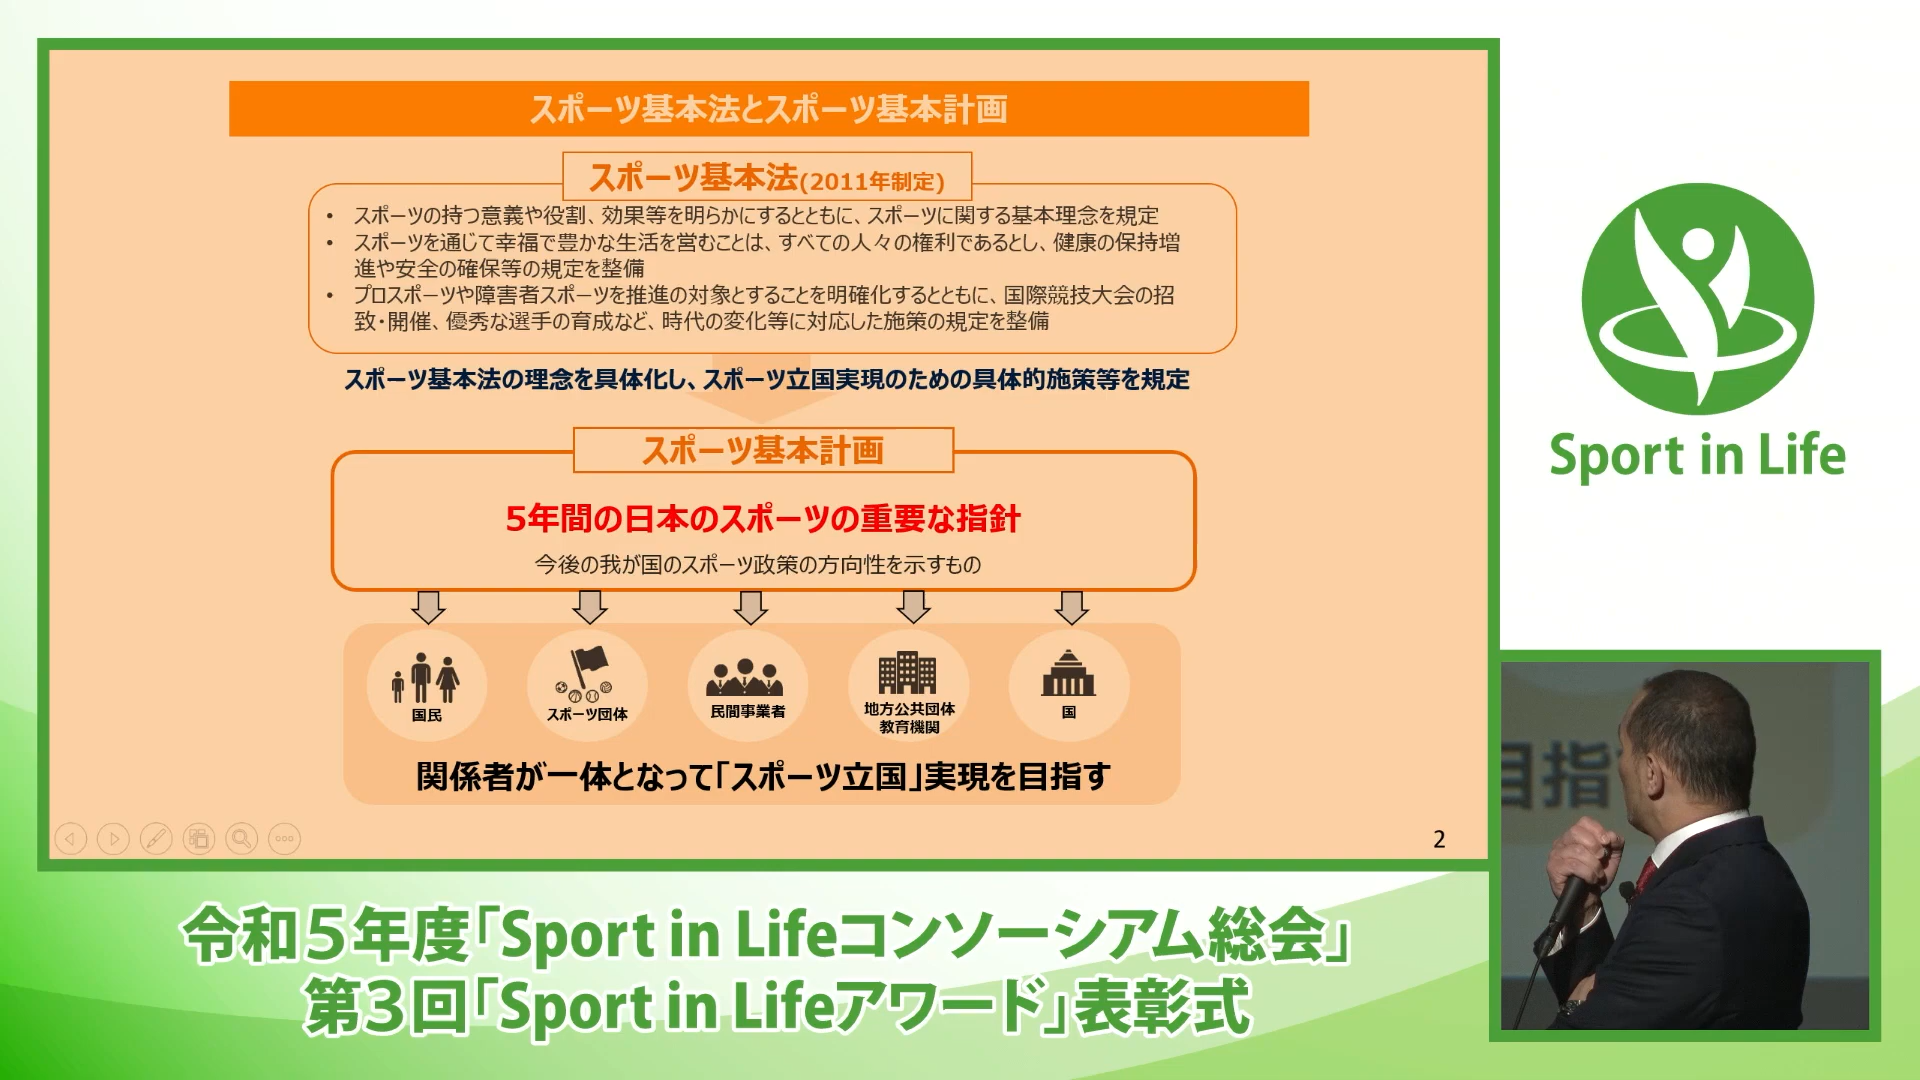 スポーツ基本法とスポーツ基本計画
スポーツ基本法(2011年制定)
• スポーツの持つ意義や役割、効果等を明らかにするとともに、スポーツに関する基本理念を規定
• スポーツを通じて幸福で豊かな生活を営むことは、すべての人々の権利であるとし、健康の保持増
進や安全の確保等の規定を整備
• プロスポーツや障害者スポーツを推進の対象とすることを明確化するとともに、国際競技大会の招
致・開催、優秀な選手の育成など、時代の変化等に対応した施策の規定を整備
スポーツ基本法の理念を具体化し、スポーツ立国実現のための具体的施策等を規定
スポーツ基本計画
5年間の日本のスポーツの重要な指針
今後の我が国のスポーツ政策の方向性を示すもの
国民
スポーツ団体
民間事業者
地方公共団体
教育機関
国
関係者が一体となって「スポーツ立国」実現を目指す
2
Sport in Life
目指
令和5年度「Sport in Lifeコンソーシアム総会」
第3回「Sport in Lifeアワード」表彰式